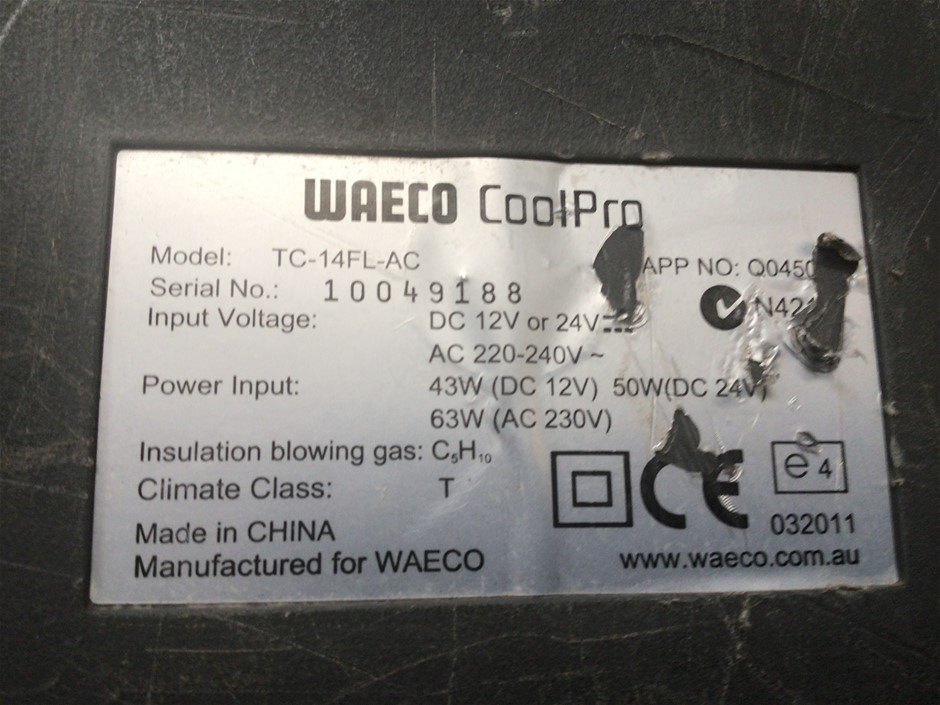 WAECO CoolPro
Model: TC-14FL-AC
APP NO: Q0450
Serial No.: 10049188
Input Voltage: DC 12V or 24V
AC 220-240V ~
Power Input: 43W (DC 12V) 50W(DC 24V)
63W (AC 230V)
Insulation blowing gas: C₅H₁₀
Climate Class: T
CE
e 4
032011
Made in CHINA
Manufactured for WAECO
www.waeco.com.au